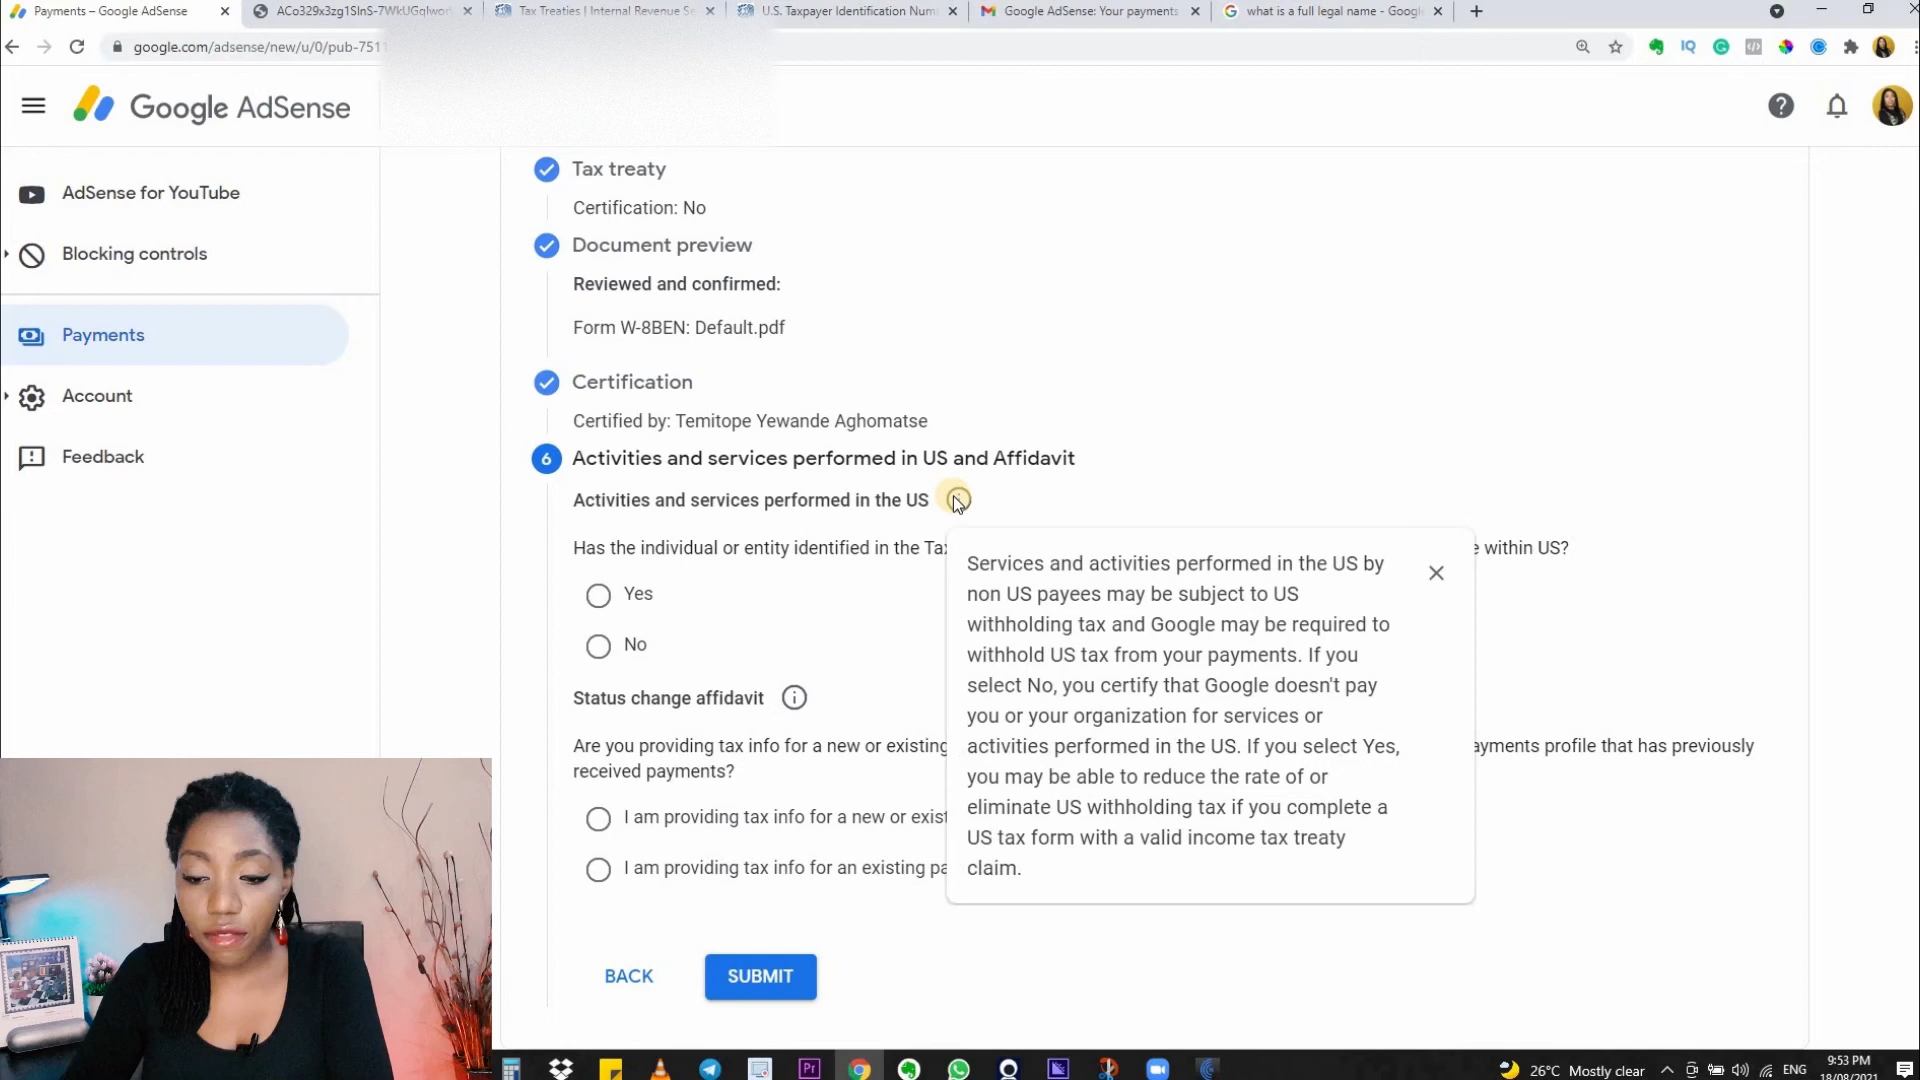 Payments – Google AdSense
ACo329x3zg1SlnS-7WkUGqIwor
Tax Treaties | Internal Revenue Se
U.S. Taxpayer Identification Num
Google AdSense: Your payments
what is a full legal name - Google
google.com/adsense/new/u/0/pub-7511
Google AdSense
AdSense for YouTube
Blocking controls
Payments
Account
Feedback
Tax treaty
Certification: No
Document preview
Reviewed and confirmed:
Form W-8BEN: Default.pdf
Certification
Certified by: Temitope Yewande Aghomatse
6 Activities and services performed in US and Affidavit
Activities and services performed in the US
Has the individual or entity identified in the Tax within US?
Yes
No
Status change affidavit
Are you providing tax info for a new or existing ayments profile that has previously
received payments?
I am providing tax info for a new or exist
I am providing tax info for an existing pa
Services and activities performed in the US by
non US payees may be subject to US
withholding tax and Google may be required to
withhold US tax from your payments. If you
select No, you certify that Google doesn't pay
you or your organization for services or
activities performed in the US. If you select Yes,
you may be able to reduce the rate of or
eliminate US withholding tax if you complete a
US tax form with a valid income tax treaty
claim.
BACK
SUBMIT
Pr
26°C Mostly clear
ENG
9:53 PM
18/08/2021